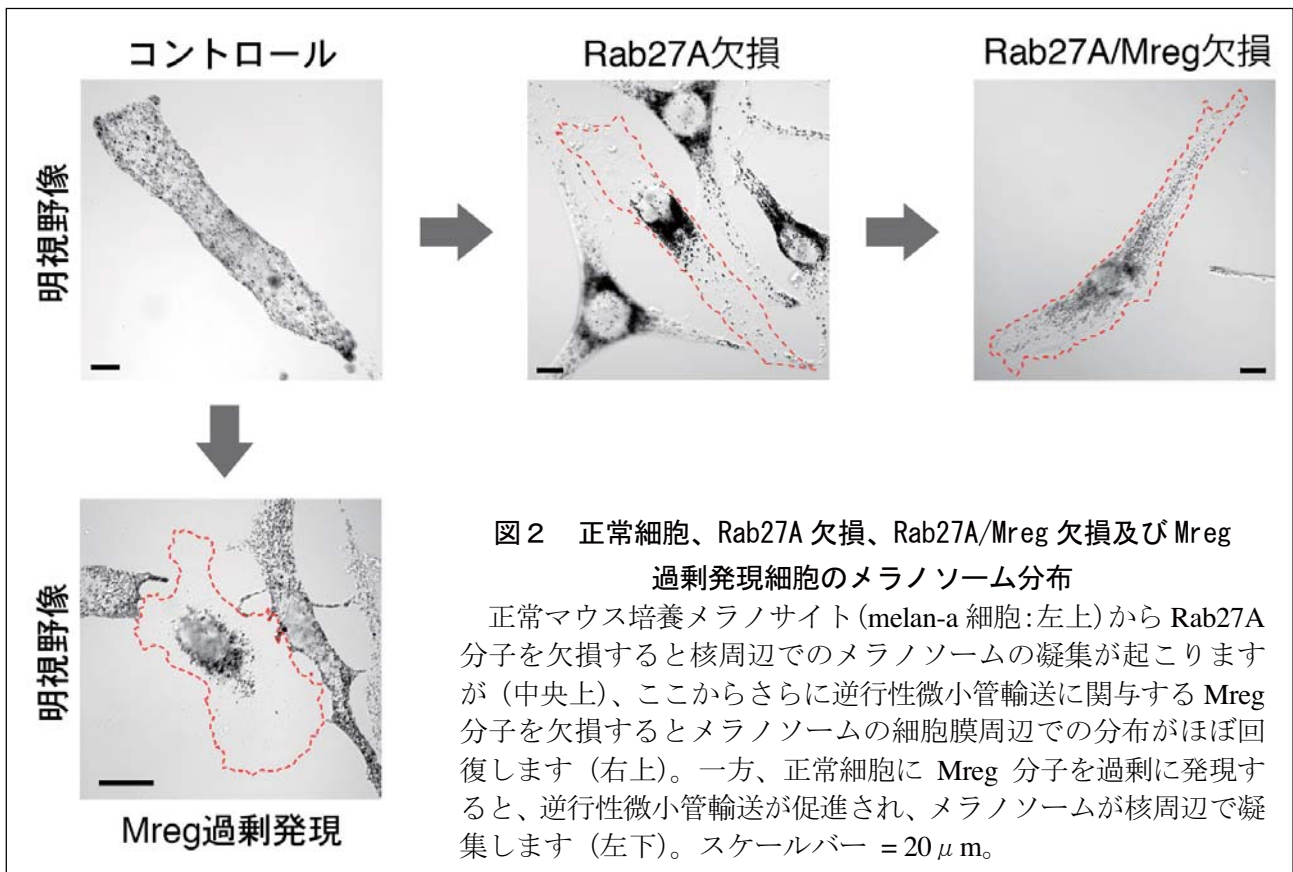 コントロール
Rab27A欠損
Rab27A/Mreg欠損
明視野像
明視野像
Mreg過剰発現
図2 正常細胞、Rab27A 欠損、Rab27A/Mreg 欠損及び Mreg
過剰発現細胞のメラノソーム分布
正常マウス培養メラノサイト(melan-a 細胞:左上)から Rab27A
分子を欠損すると核周辺でのメラノソームの凝集が起こります
が(中央上)、ここからさらに逆行性微小管輸送に関与する Mreg
分子を欠損するとメラノソームの細胞膜周辺での分布がほぼ回
復します(右上)。一方、正常細胞に Mreg 分子を過剰に発現す
ると、逆行性微小管輸送が促進され、メラノソームが核周辺で凝
集します(左下)。スケールバー = 20 μ m。